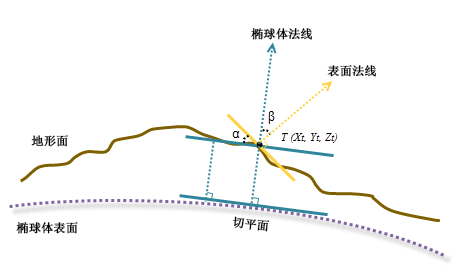 椭球体法线
表面法线
β
α
T (Xt, Yt, Zt)
地形面
切平面
椭球体表面